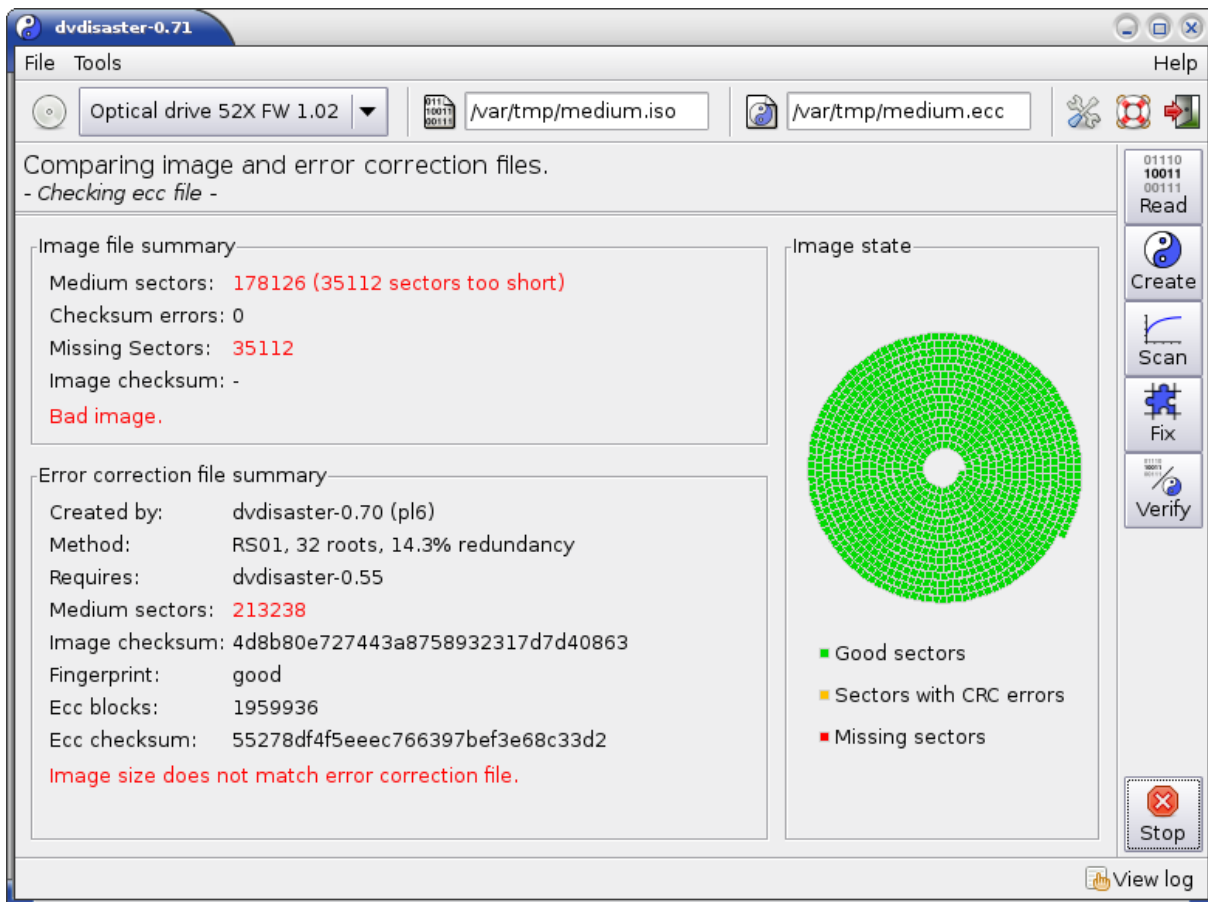 dvdisaster-0.71
File Tools Help
Optical drive 52X FW 1.02 /var/tmp/medium.iso /var/tmp/medium.ecc
Comparing image and error correction files.
- Checking ecc file -
01110
10011
00111
Read
Create
Scan
Fix
Verify
Image file summary
Medium sectors: 178126 (35112 sectors too short)
Checksum errors: 0
Missing Sectors: 35112
Image checksum: -
Bad image.
Error correction file summary
Created by: dvdisaster-0.70 (pl6)
Method: RS01, 32 roots, 14.3% redundancy
Requires: dvdisaster-0.55
Medium sectors: 213238
Image checksum: 4d8b80e727443a8758932317d7d40863
Fingerprint: good
Ecc blocks: 1959936
Ecc checksum: 55278df4f5eeec766397bef3e68c33d2
Image size does not match error correction file.
Image state
Good sectors
Sectors with CRC errors
Missing sectors
Stop
View log